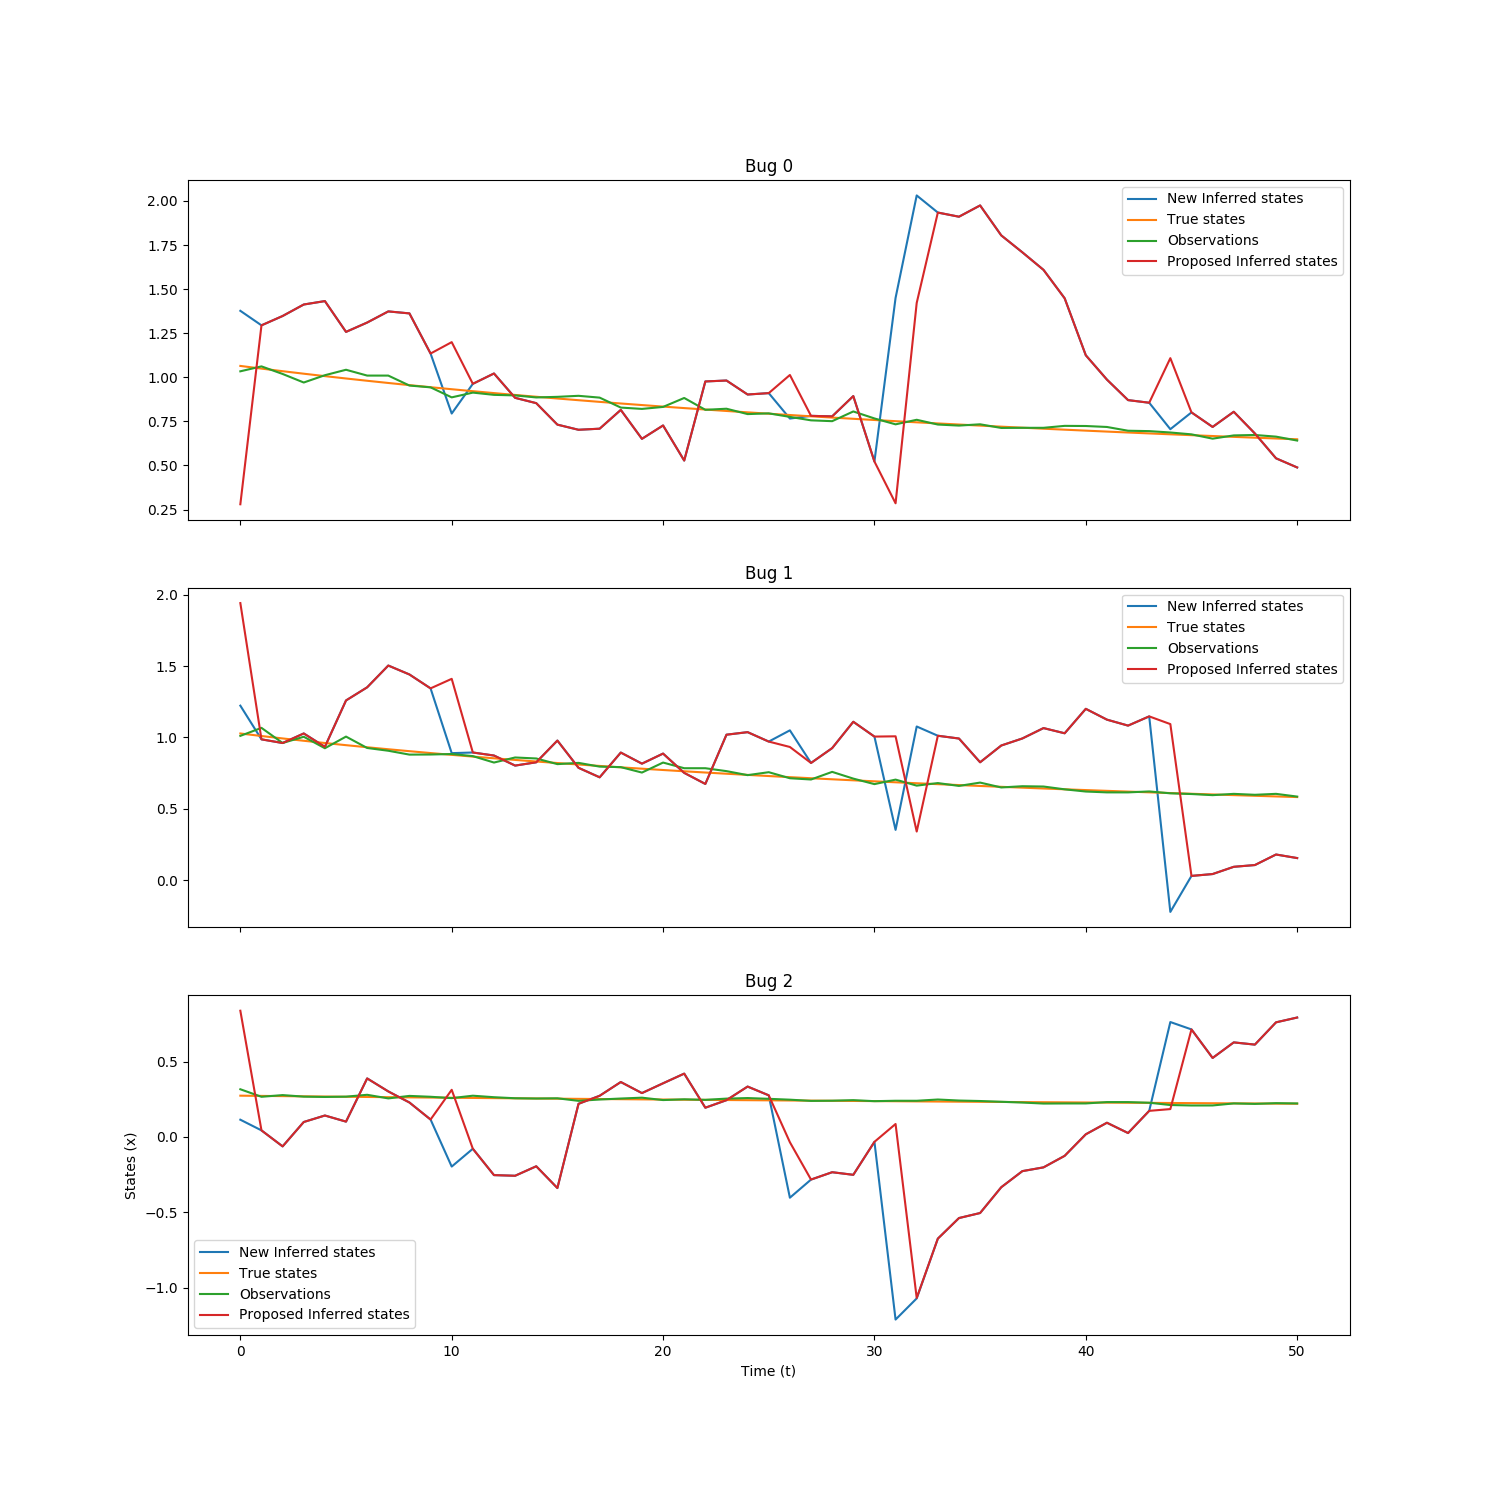 Bug 0
2.00
1.75
1.50
1.25
1.00
0.75
0.50
0.25
New Inferred states
True states
Observations
Proposed Inferred states
Bug 1
2.0
1.5
1.0
0.5
0.0
New Inferred states
True states
Observations
Proposed Inferred states
Bug 2
States (x)
0.5
0.0
−0.5
−1.0
New Inferred states
True states
Observations
Proposed Inferred states
0 10 20 30 40 50
Time (t)